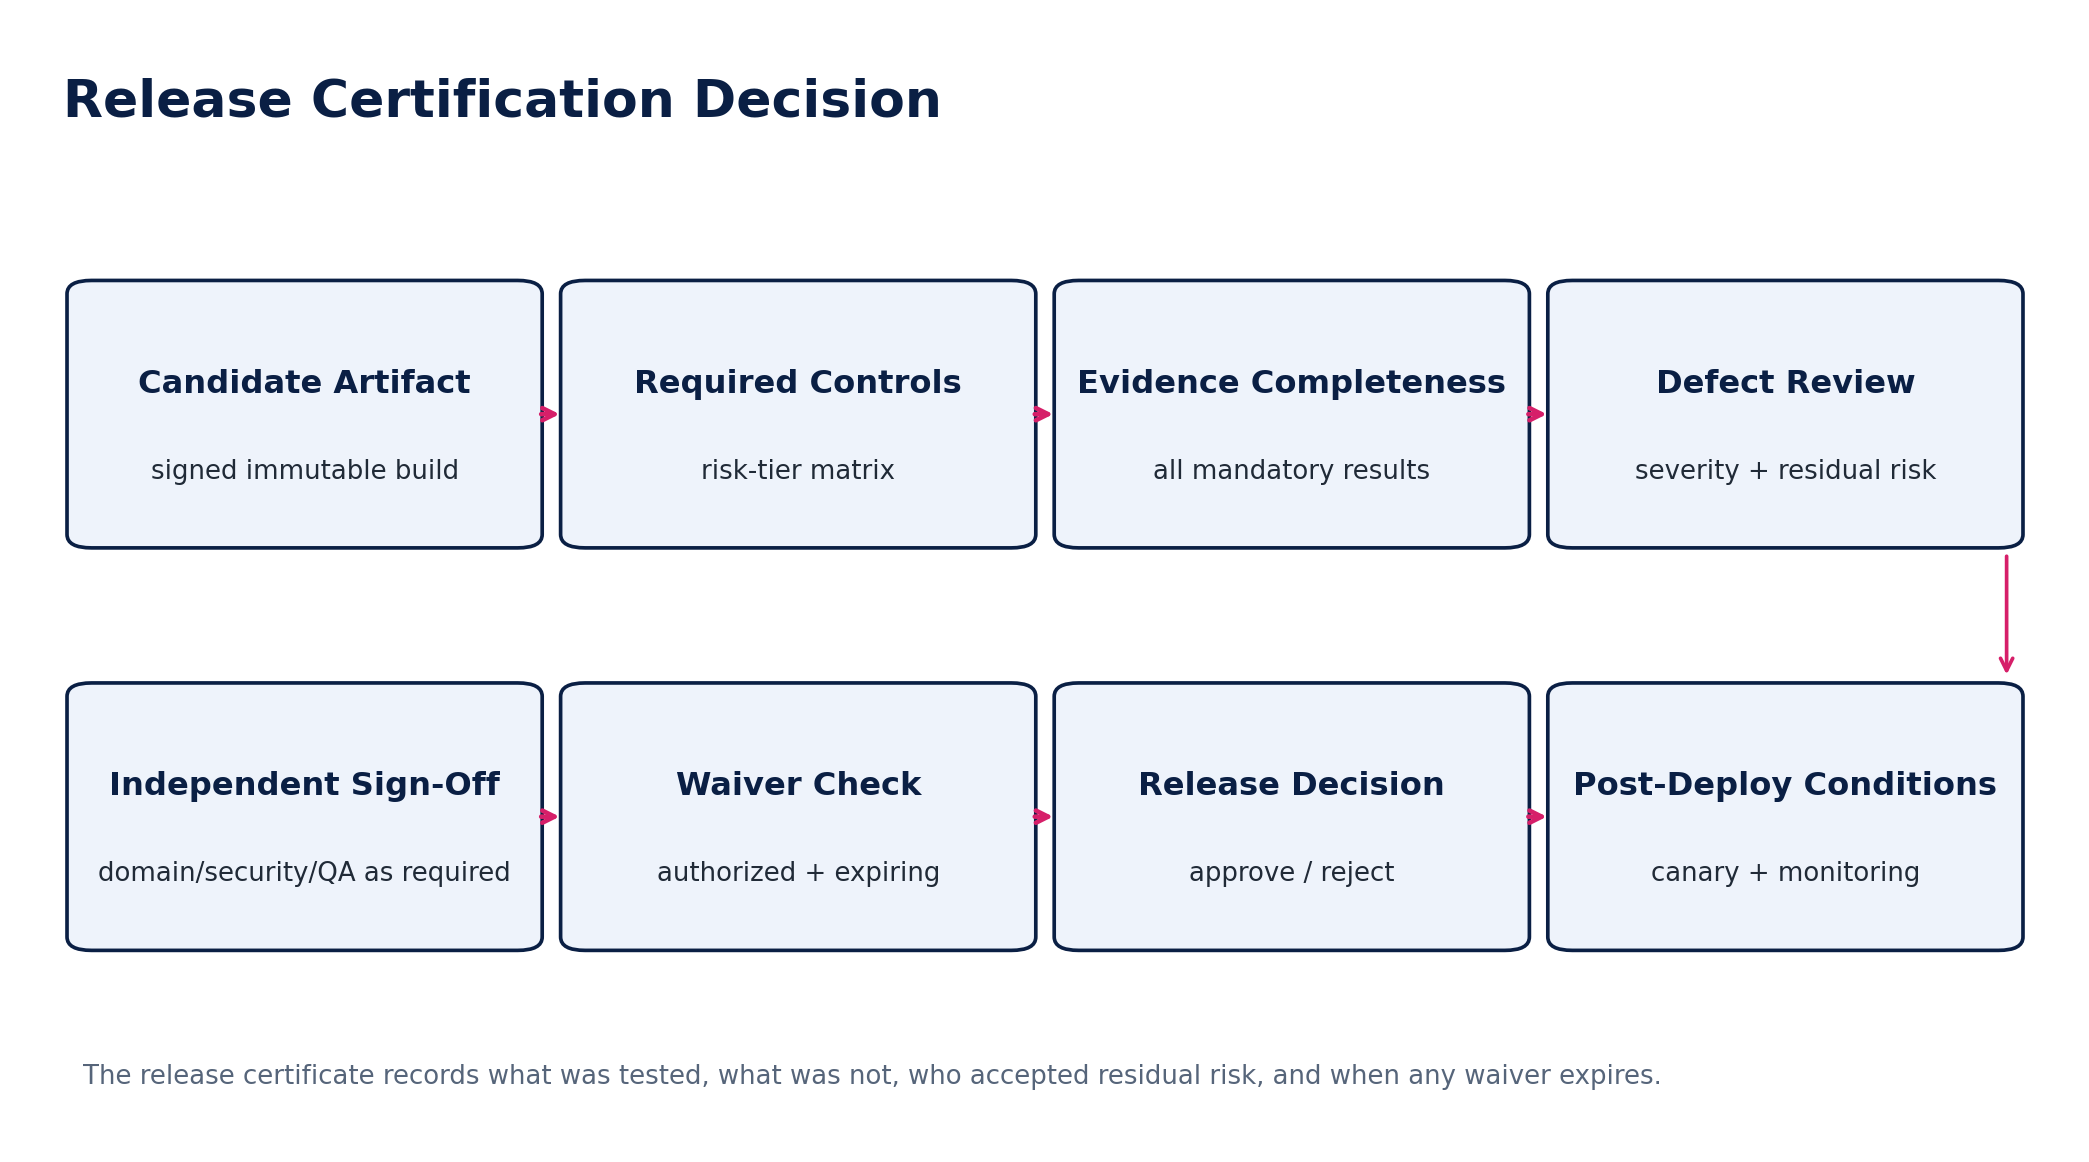 Release Certification Decision
Candidate Artifact
signed immutable build
Required Controls
risk-tier matrix
Evidence Completeness
all mandatory results
Defect Review
severity + residual risk
Independent Sign-Off
domain/security/QA as required
Waiver Check
authorized + expiring
Release Decision
approve / reject
Post-Deploy Conditions
canary + monitoring
The release certificate records what was tested, what was not, who accepted residual risk, and when any waiver expires.